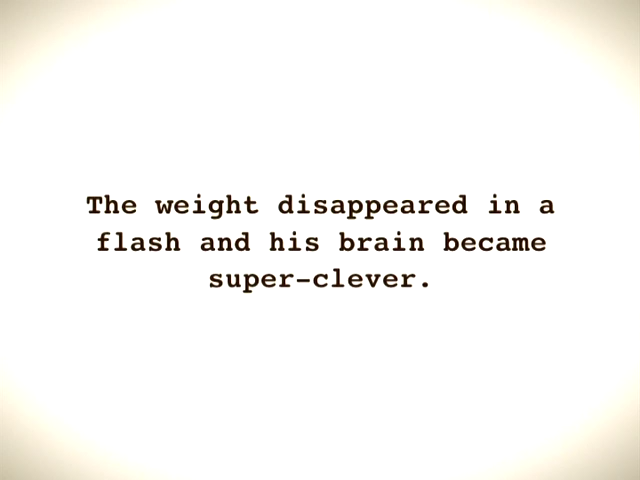 The weight disappeared in a
flash and his brain became
super-clever.